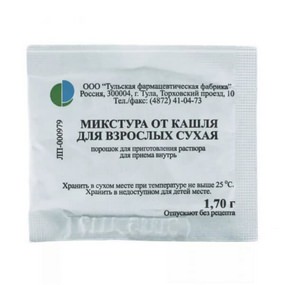 ООО "Тульская фармацевтическая фабрика"
Россия, 300004, г. Тула, Торховский проезд, 10
Тел./факс: (4872) 41-04-73
ЛП-000979
МИКСТУРА ОТ КАШЛЯ
ДЛЯ ВЗРОСЛЫХ СУХАЯ
порошок для приготовления раствора
для приема внутрь
Хранить в сухом месте при температуре не выше 25 °С.
Хранить в недоступном для детей месте.
1,70 г
Отпускают без рецепта